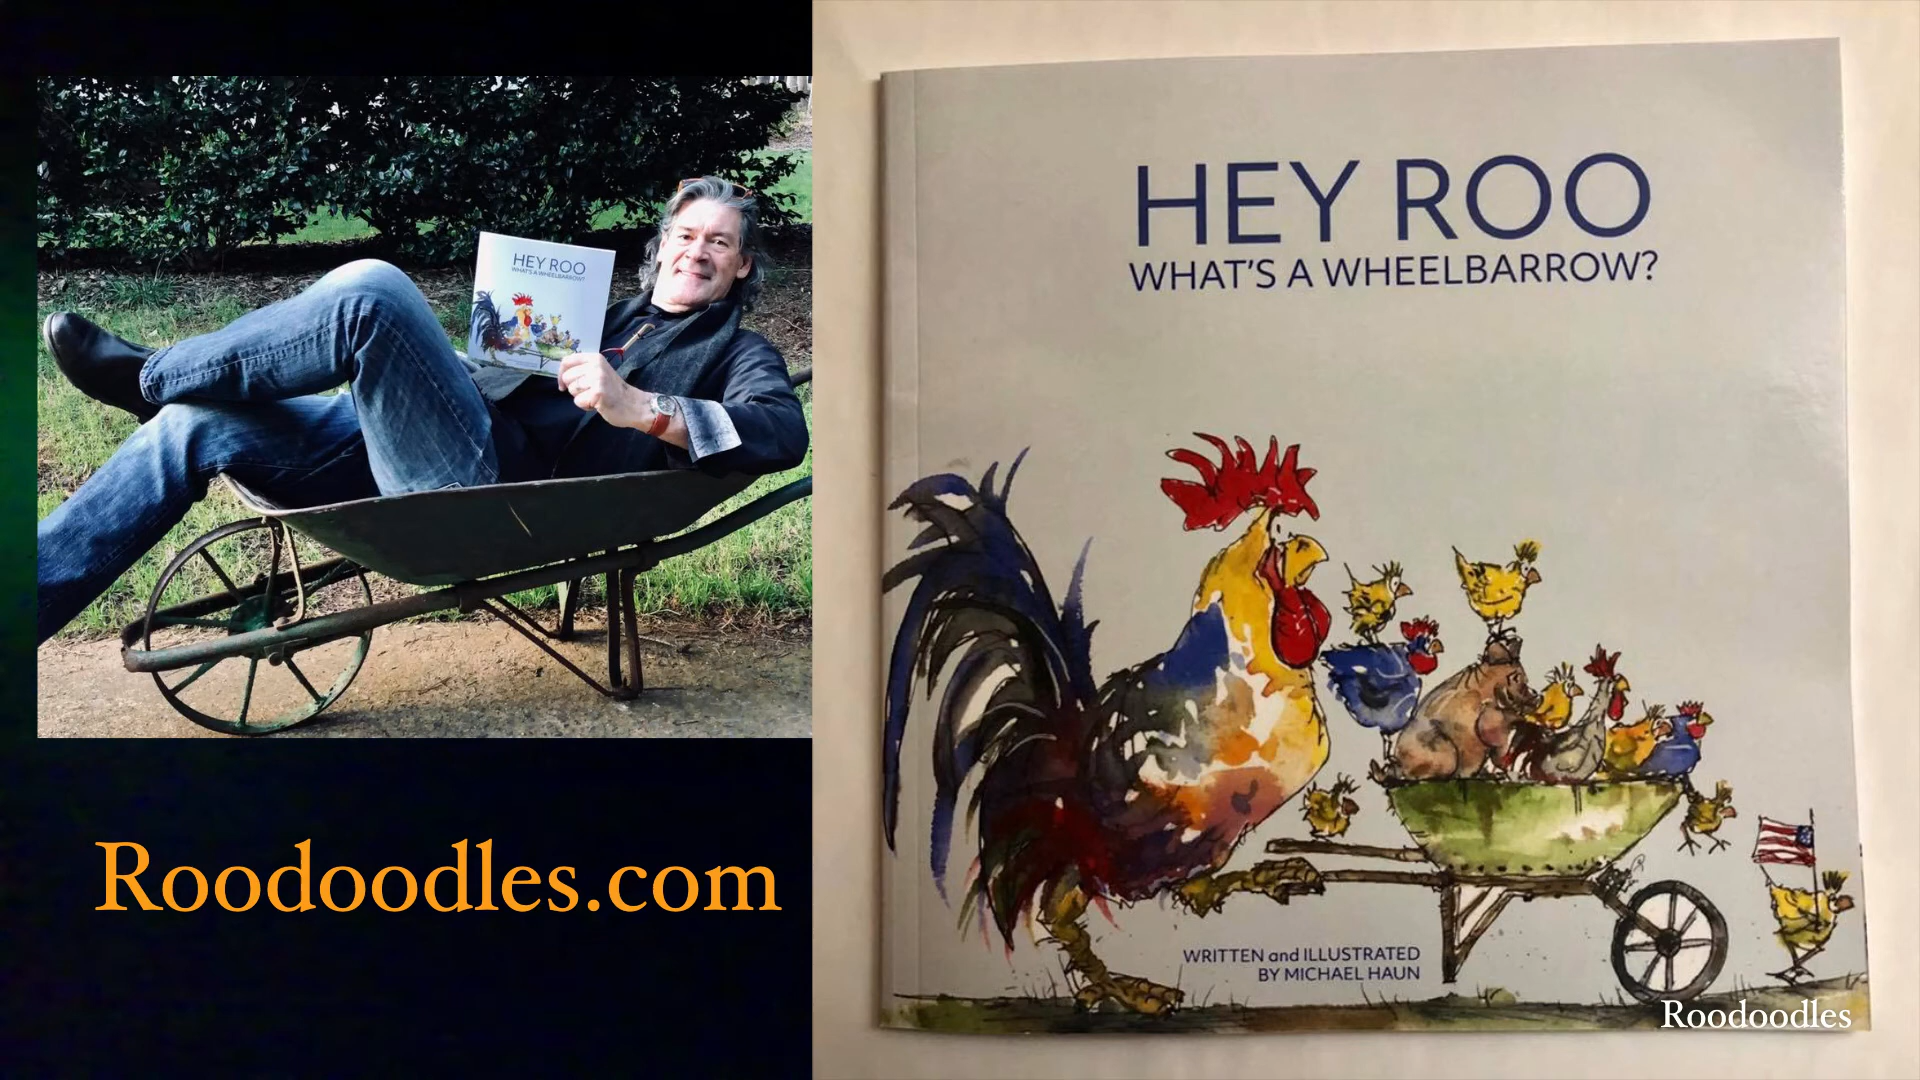 HEY ROO
WHAT'S A WHEELBARROW?
Roodoodles.com
HEY ROO
WHAT'S A WHEELBARROW?
WRITTEN and ILLUSTRATED
BY MICHAEL HAUN
Roodoodles